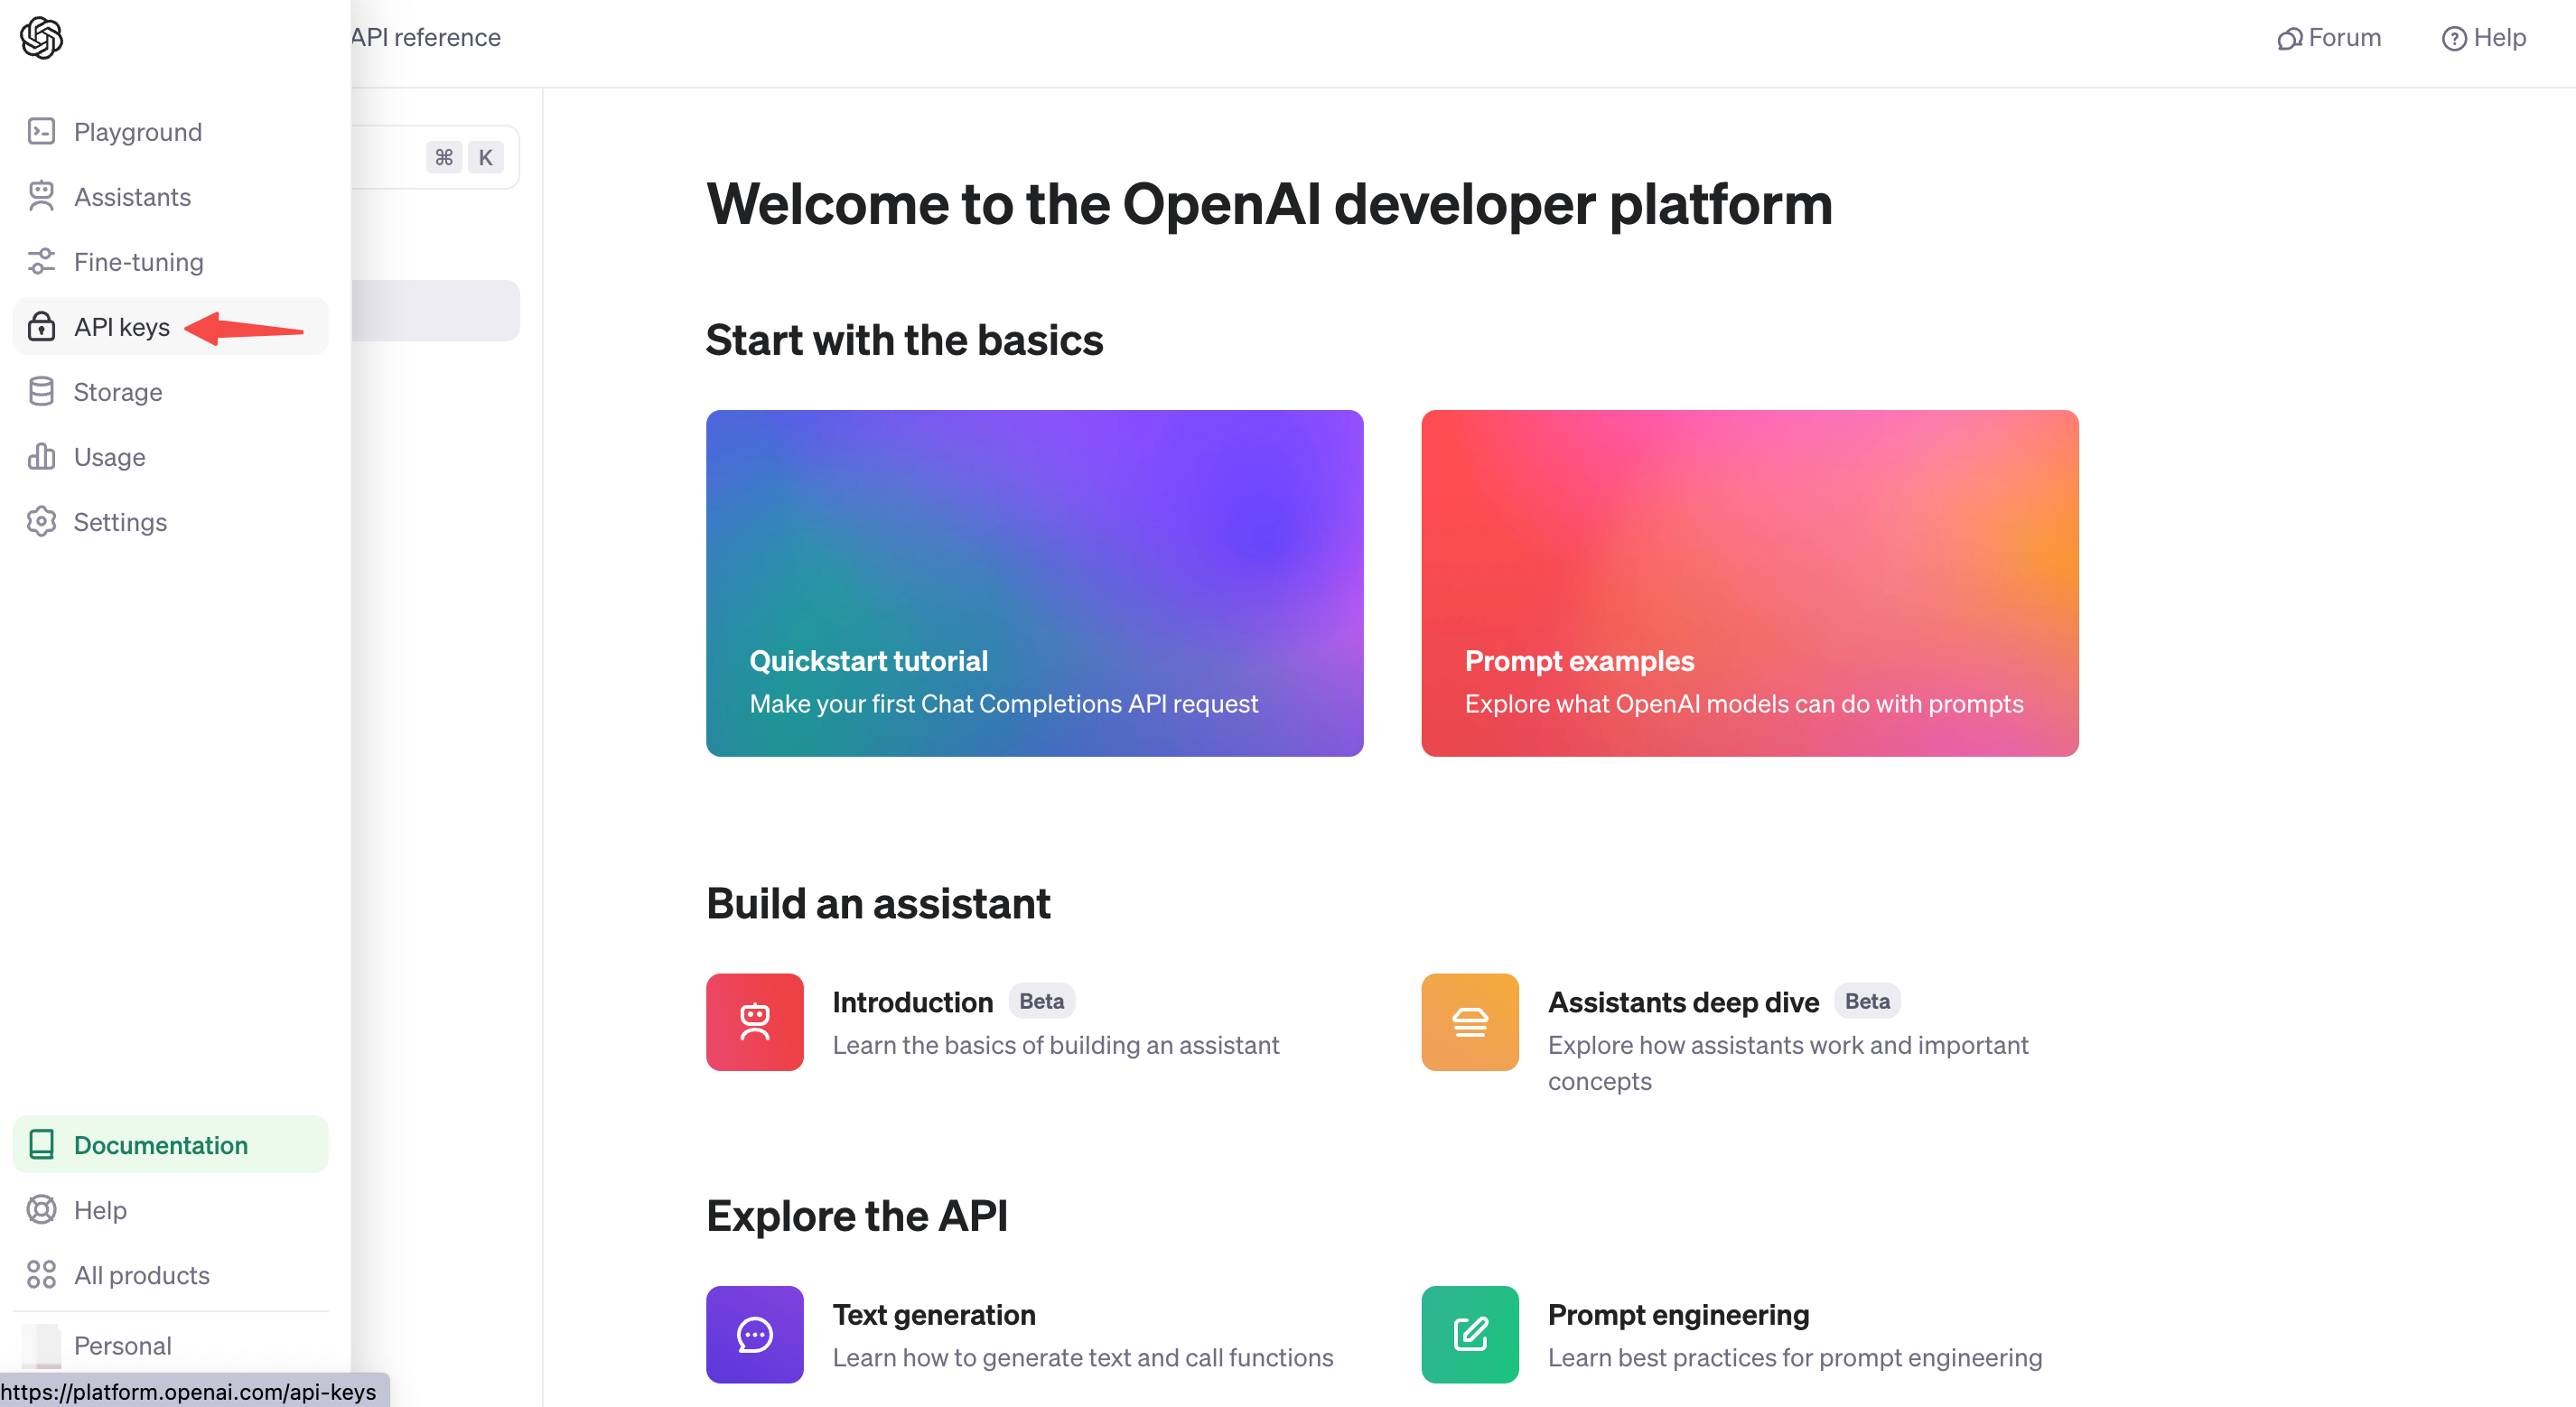 API reference
Forum
Help
Playground
Assistants
Fine-tuning
API keys
Storage
Usage
Settings
Documentation
Help
All products
Personal
https://platform.openai.com/api-keys
⌘ K
Welcome to the OpenAI developer platform
Start with the basics
Quickstart tutorial
Make your first Chat Completions API request
Prompt examples
Explore what OpenAI models can do with prompts
Build an assistant
Introduction Beta
Learn the basics of building an assistant
Assistants deep dive Beta
Explore how assistants work and important
concepts
Explore the API
Text generation
Learn how to generate text and call functions
Prompt engineering
Learn best practices for prompt engineering